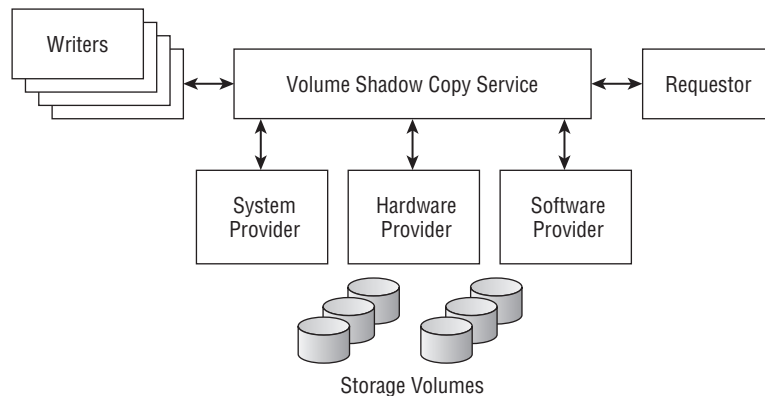 Writers
Volume Shadow Copy Service
Requestor
System
Provider
Hardware
Provider
Software
Provider
Storage Volumes